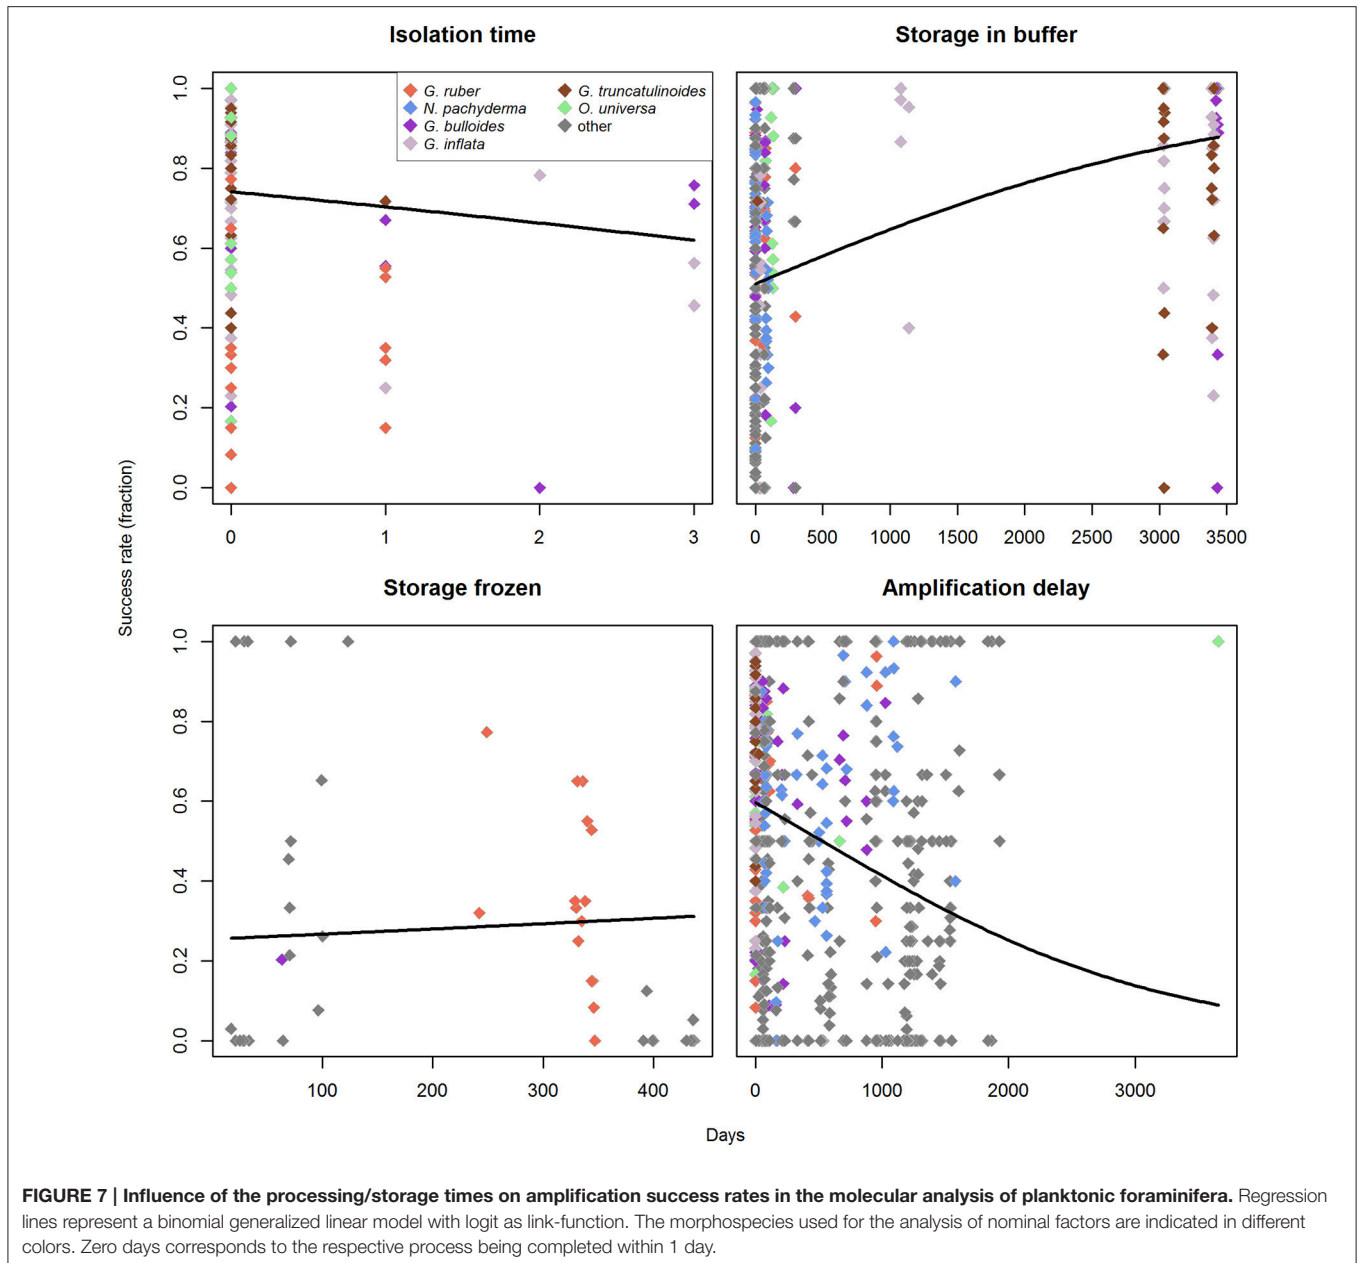 Isolation time
Storage in buffer
G. ruber
N. pachyderma
G. bulloides
G. inflata
G. truncatulinoides
O. universa
other
1.0
0.8
0.6
0.4
0.2
0.0
0 1 2 3
0 500 1000 1500 2000 2500 3000 3500
Success rate (fraction)
Storage frozen
Amplification delay
1.0
0.8
0.6
0.4
0.2
0.0
100 200 300 400
0 1000 2000 3000
Days
FIGURE 7 | Influence of the processing/storage times on amplification success rates in the molecular analysis of planktonic foraminifera. Regression
lines represent a binomial generalized linear model with logit as link-function. The morphospecies used for the analysis of nominal factors are indicated in different
colors. Zero days corresponds to the respective process being completed within 1 day.